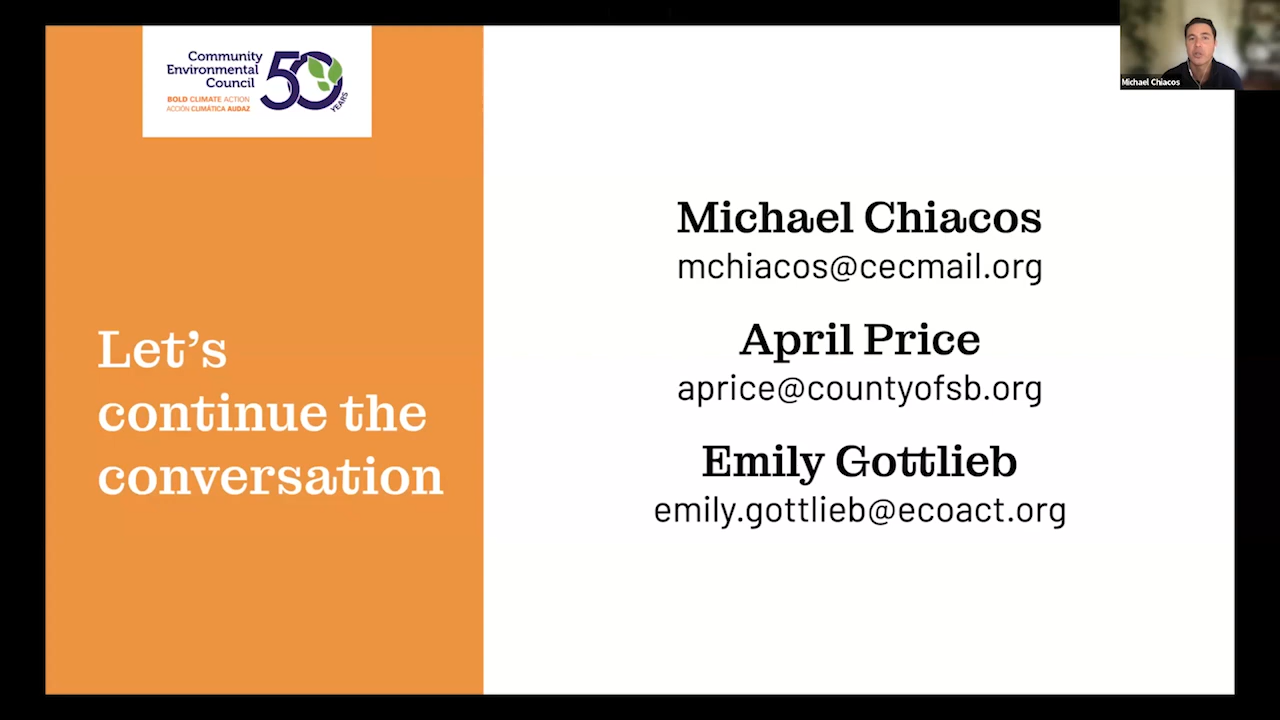 Community
Environmental
Council
50
YEARS
BOLD CLIMATE ACTION
ACCIÓN CLIMÁTICA AUDAZ
Let’s
continue the
conversation
Michael Chiacos
mchiacos@cecmail.org
April Price
aprice@countyofsb.org
Emily Gottlieb
emily.gottlieb@ecoact.org
Michael Chiacos